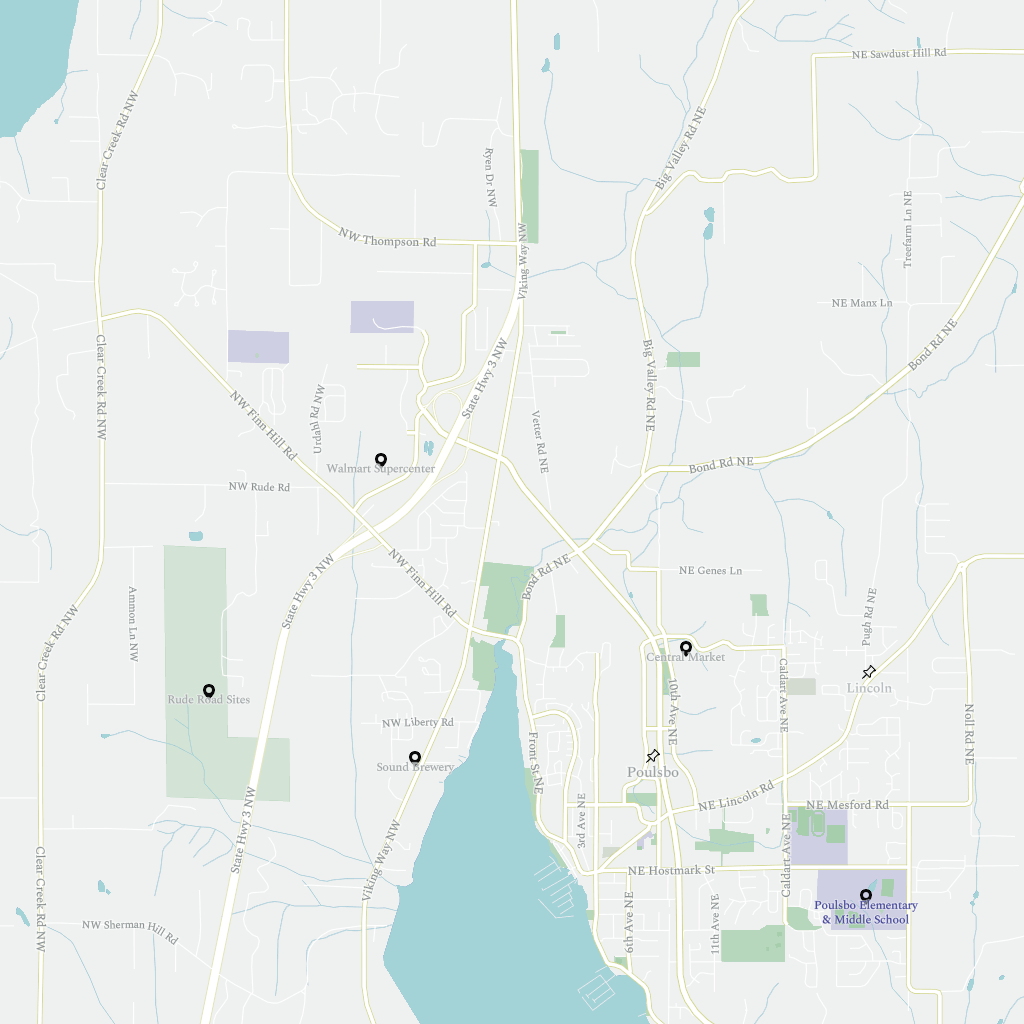 NE Sawdust Hill Rd
Clear Creek Rd NW
Big Valley Rd NE
Ryen Dr NW
Treefarm Ln NE
NW Thompson Rd
Viking Way NW
NE Manx Ln
Bond Rd NE
Clear Creek Rd NW
State Hwy 3 NW
Big Valley Rd NE
NW Finn Hill Rd
Urdahl Rd NW
Vetter Rd NE
Walmart Supercenter
Bond Rd NE
NW Rude Rd
State Hwy 3 NW
NW Finn Hill Rd
Bond Rd NE
NE Genes Ln
Ammon Ln NW
Pugh Rd NE
Clear Creek Rd NW
Central Market
Lincoln
Rude Road Sites
Caldart Ave NE
10th Ave NE
NW Liberty Rd
Noll Rd NE
Front St NE
Sound Brewery
Poulsbo
NE Lincoln Rd
NE Mesford Rd
3rd Ave NE
State Hwy 3 NW
Viking Way NW
Caldart Ave NE
NE Hostmark St
Clear Creek Rd NW
Poulsbo Elementary
& Middle School
6th Ave NE
11th Ave NE
NW Sherman Hill Rd